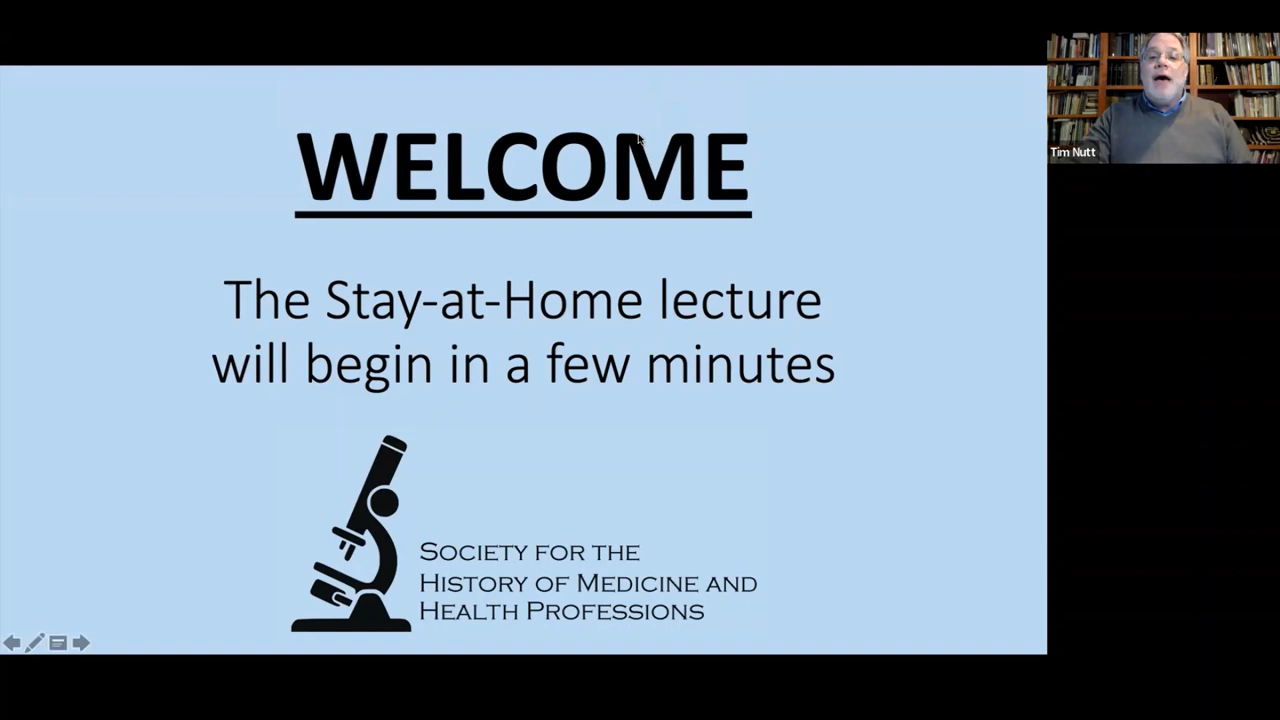 WELCOME
The Stay-at-Home lecture
will begin in a few minutes
SOCIETY FOR THE
HISTORY OF MEDICINE AND
HEALTH PROFESSIONS
Tim Nutt